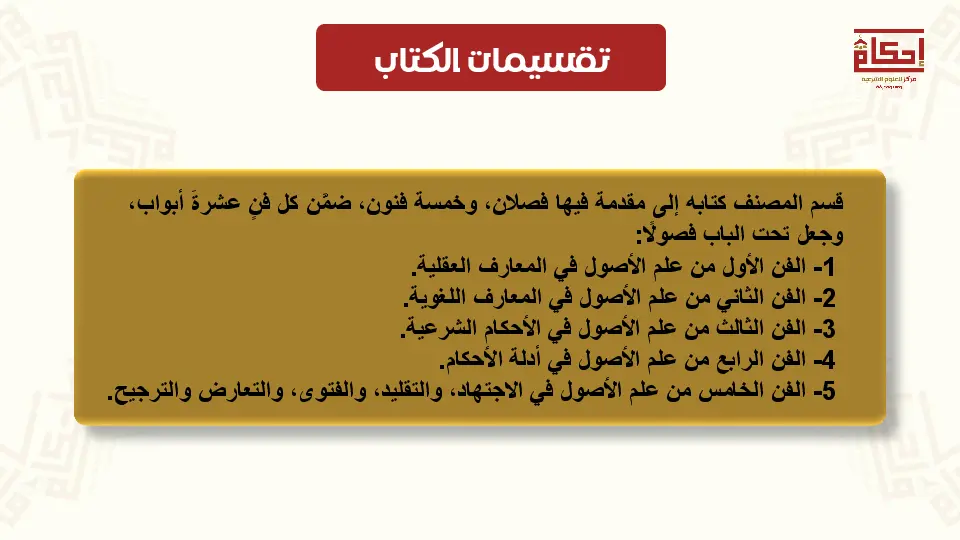 تقسيمات الكتاب
إحكام
مركز للعلوم الشرعية
قسم المصنف كتابه إلى مقدمة فيها فصلان، وخمسة فنون، ضمَّن كل فنٍ عشرةَ أبواب،
وجعل تحت الباب فصولًا:
1- الفن الأول من علم الأصول في المعارف العقلية.
2- الفن الثاني من علم الأصول في المعارف اللغوية.
3- الفن الثالث من علم الأصول في الأحكام الشرعية.
4- الفن الرابع من علم الأصول في أدلة الأحكام.
5- الفن الخامس من علم الأصول في الاجتهاد، والتقليد، والفتوى، والتعارض والترجيح.